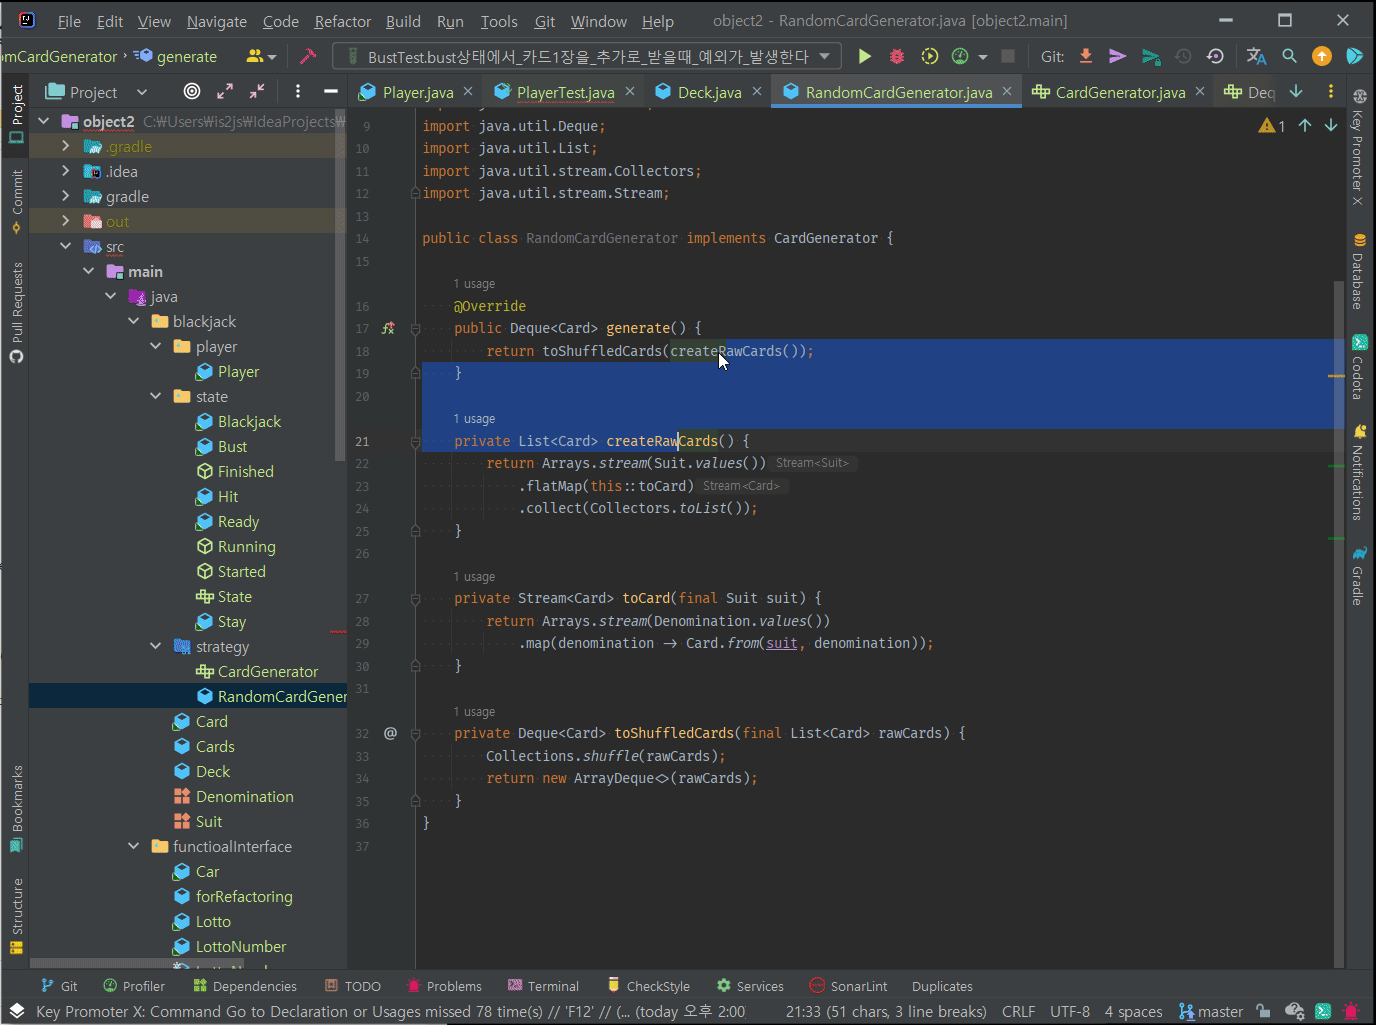 File Edit View Navigate Code Refactor Build Run Tools Git Window Help object2 - RandomCardGenerator.java [object2.main]
mCardGenerator › generate BustTest.bust상태에서_카드1장을_추가로_받을때_예외가_발생한다 Git:
Project Player.java PlayerTest.java Deck.java RandomCardGenerator.java CardGenerator.java Deq
Project
Commit
Pull Requests
Bookmarks
Structure
object2 C:₩Users₩is2js₩IdeaProjects₩
.gradle
.idea
gradle
out
src
main
java
blackjack
player
Player
state
Blackjack
Bust
Finished
Hit
Ready
Running
Started
State
Stay
strategy
CardGenerator
RandomCardGener
Card
Cards
Deck
Denomination
Suit
functioalInterface
Car
forRefactoring
Lotto
LottoNumber
1
9 import java.util.Deque;
10 import java.util.List;
11 import java.util.stream.Collectors;
12 import java.util.stream.Stream;
13
14 public class RandomCardGenerator implements CardGenerator {
15
1 usage
16 @Override
17 public Deque<Card> generate() {
18 return toShuffledCards(createRawCards());
19 }
20
1 usage
21 private List<Card> createRawCards() {
22 return Arrays.stream(Suit.values()) Stream<Suit>
23 .flatMap(this::toCard) Stream<Card>
24 .collect(Collectors.toList());
25 }
26
1 usage
27 private Stream<Card> toCard(final Suit suit) {
28 return Arrays.stream(Denomination.values())
29 .map(denomination → Card.from(suit, denomination));
30 }
31
1 usage
32 @ private Deque<Card> toShuffledCards(final List<Card> rawCards) {
33 Collections.shuffle(rawCards);
34 return new ArrayDeque<>(rawCards);
35 }
36 }
37
Key Promoter X
Database
Codota
Notifications
Gradle
Git Profiler Dependencies TODO Problems Terminal CheckStyle Services SonarLint Duplicates
Key Promoter X: Command Go to Declaration or Usages missed 78 time(s) // 'F12' // (... (today 오후 2:00) 21:33 (51 chars, 3 line breaks) CRLF UTF-8 4 spaces master